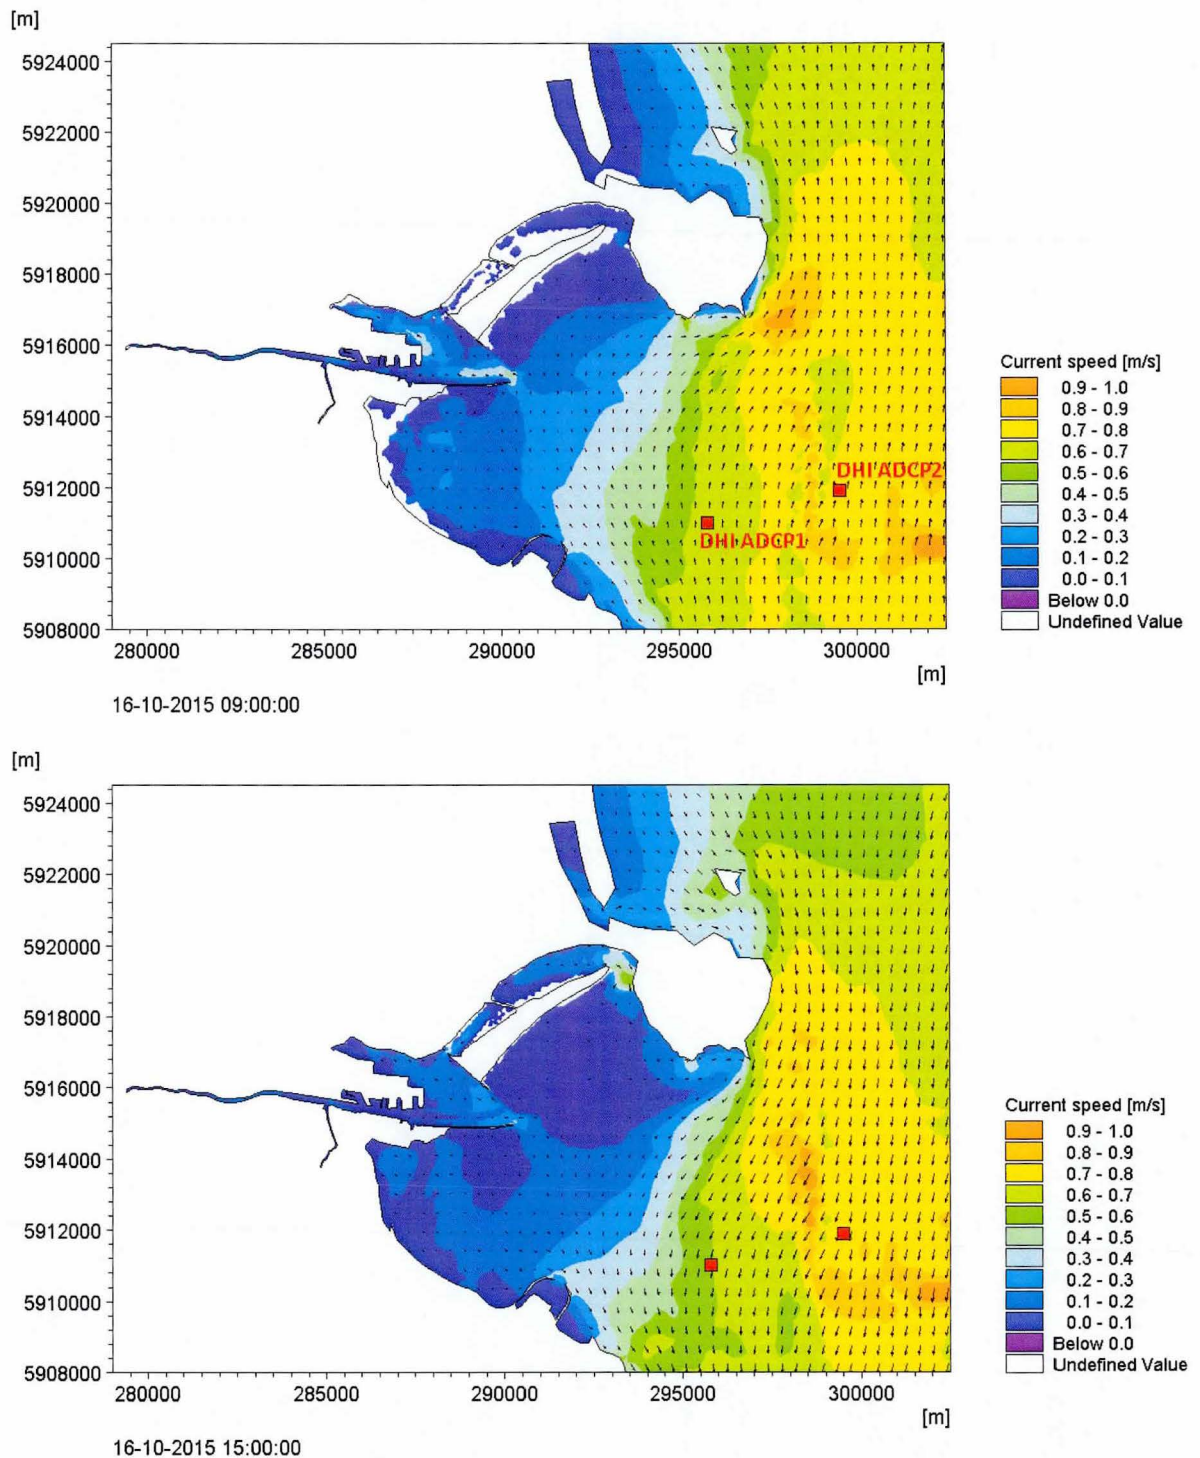 [m]
5924000
5922000
5920000
5918000
5916000
5914000
5912000
5910000
5908000
280000 285000 290000 295000 300000
[m]
16-10-2015 09:00:00
DHI ADCP2
DHI ADCP1
Current speed [m/s]
0.9 - 1.0
0.8 - 0.9
0.7 - 0.8
0.6 - 0.7
0.5 - 0.6
0.4 - 0.5
0.3 - 0.4
0.2 - 0.3
0.1 - 0.2
0.0 - 0.1
Below 0.0
Undefined Value
[m]
5924000
5922000
5920000
5918000
5916000
5914000
5912000
5910000
5908000
280000 285000 290000 295000 300000
[m]
16-10-2015 15:00:00
Current speed [m/s]
0.9 - 1.0
0.8 - 0.9
0.7 - 0.8
0.6 - 0.7
0.5 - 0.6
0.4 - 0.5
0.3 - 0.4
0.2 - 0.3
0.1 - 0.2
0.0 - 0.1
Below 0.0
Undefined Value